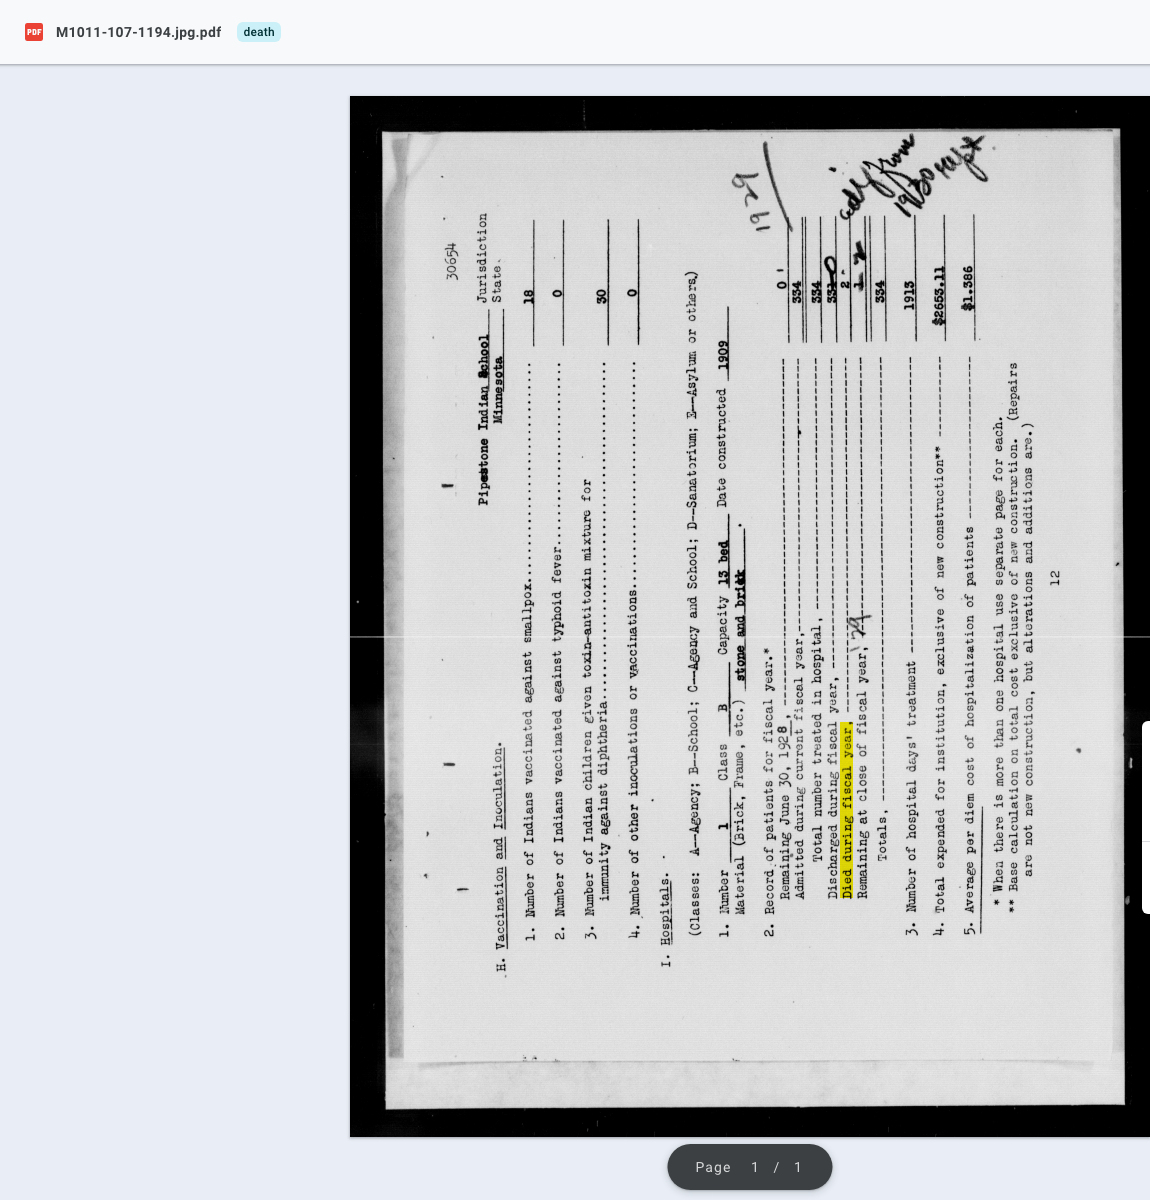 M1011-107-1194.jpg.pdf death
30654
Pipestone Indian School Jurisdiction
Minnesota State.
H. Vaccination and Inoculation.
1. Number of Indians vaccinated against smallpox..... 18
2. Number of Indians vaccinated against typhoid fever..... 0
3. Number of Indian children given toxin-antitoxin mixture for
immunity against diphtheria..... 30
4. Number of other inoculations or vaccinations..... 0
I. Hospitals.
(Classes: A--Agency; B--School; C--Agency and School; D--Sanatorium; E--Asylum or others.)
1. Number 1 Class B Capacity 13 bed Date constructed 1909
Material (Brick, Frame, etc.) stone and brick.
1929
2. Record of patients for fiscal year.*
Remaining June 30, 1928, ----- 0
Admitted during current fiscal year,----- 334
Total number treated in hospital, ----- 334
Discharged during fiscal year, -----
Died during fiscal year, ----- 2
Remaining at close of fiscal year, '29 ----- 2
Totals, ----- 334
from
1930
3. Number of hospital days' treatment ----- 1913
4. Total expended for institution, exclusive of new construction** ----- $2653.11
5. Average per diem cost of hospitalization of patients ----- $1.386
* When there is more than one hospital use separate page for each.
** Base calculation on total cost exclusive of new construction. (Repairs
are not new construction, but alterations and additions are.)
12
Page 1 / 1